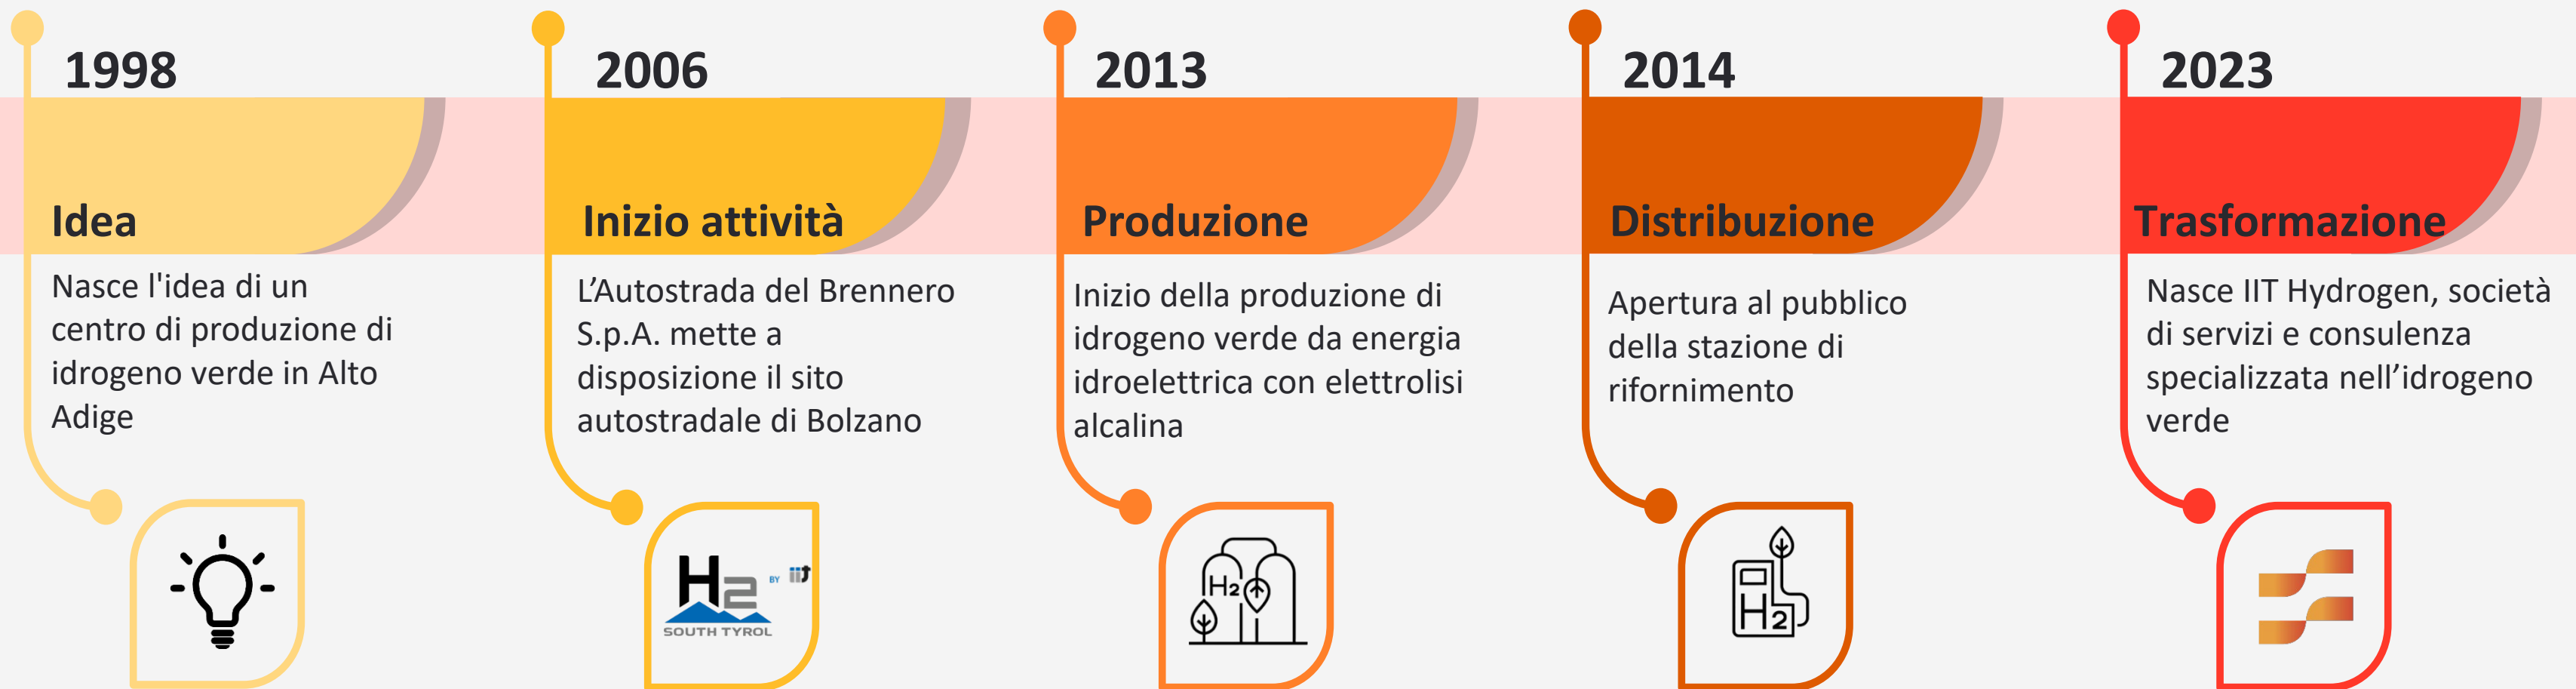 1998
Idea
Nasce l'idea di un
centro di produzione di
idrogeno verde in Alto
Adige
2006
Inizio attività
L’Autostrada del Brennero
S.p.A. mette a
disposizione il sito
autostradale di Bolzano
H2 BY iit
SOUTH TYROL
2013
Produzione
Inizio della produzione di
idrogeno verde da energia
idroelettrica con elettrolisi
alcalina
H2
2014
Distribuzione
Apertura al pubblico
della stazione di
rifornimento
H2
2023
Trasformazione
Nasce IIT Hydrogen, società
di servizi e consulenza
specializzata nell’idrogeno
verde